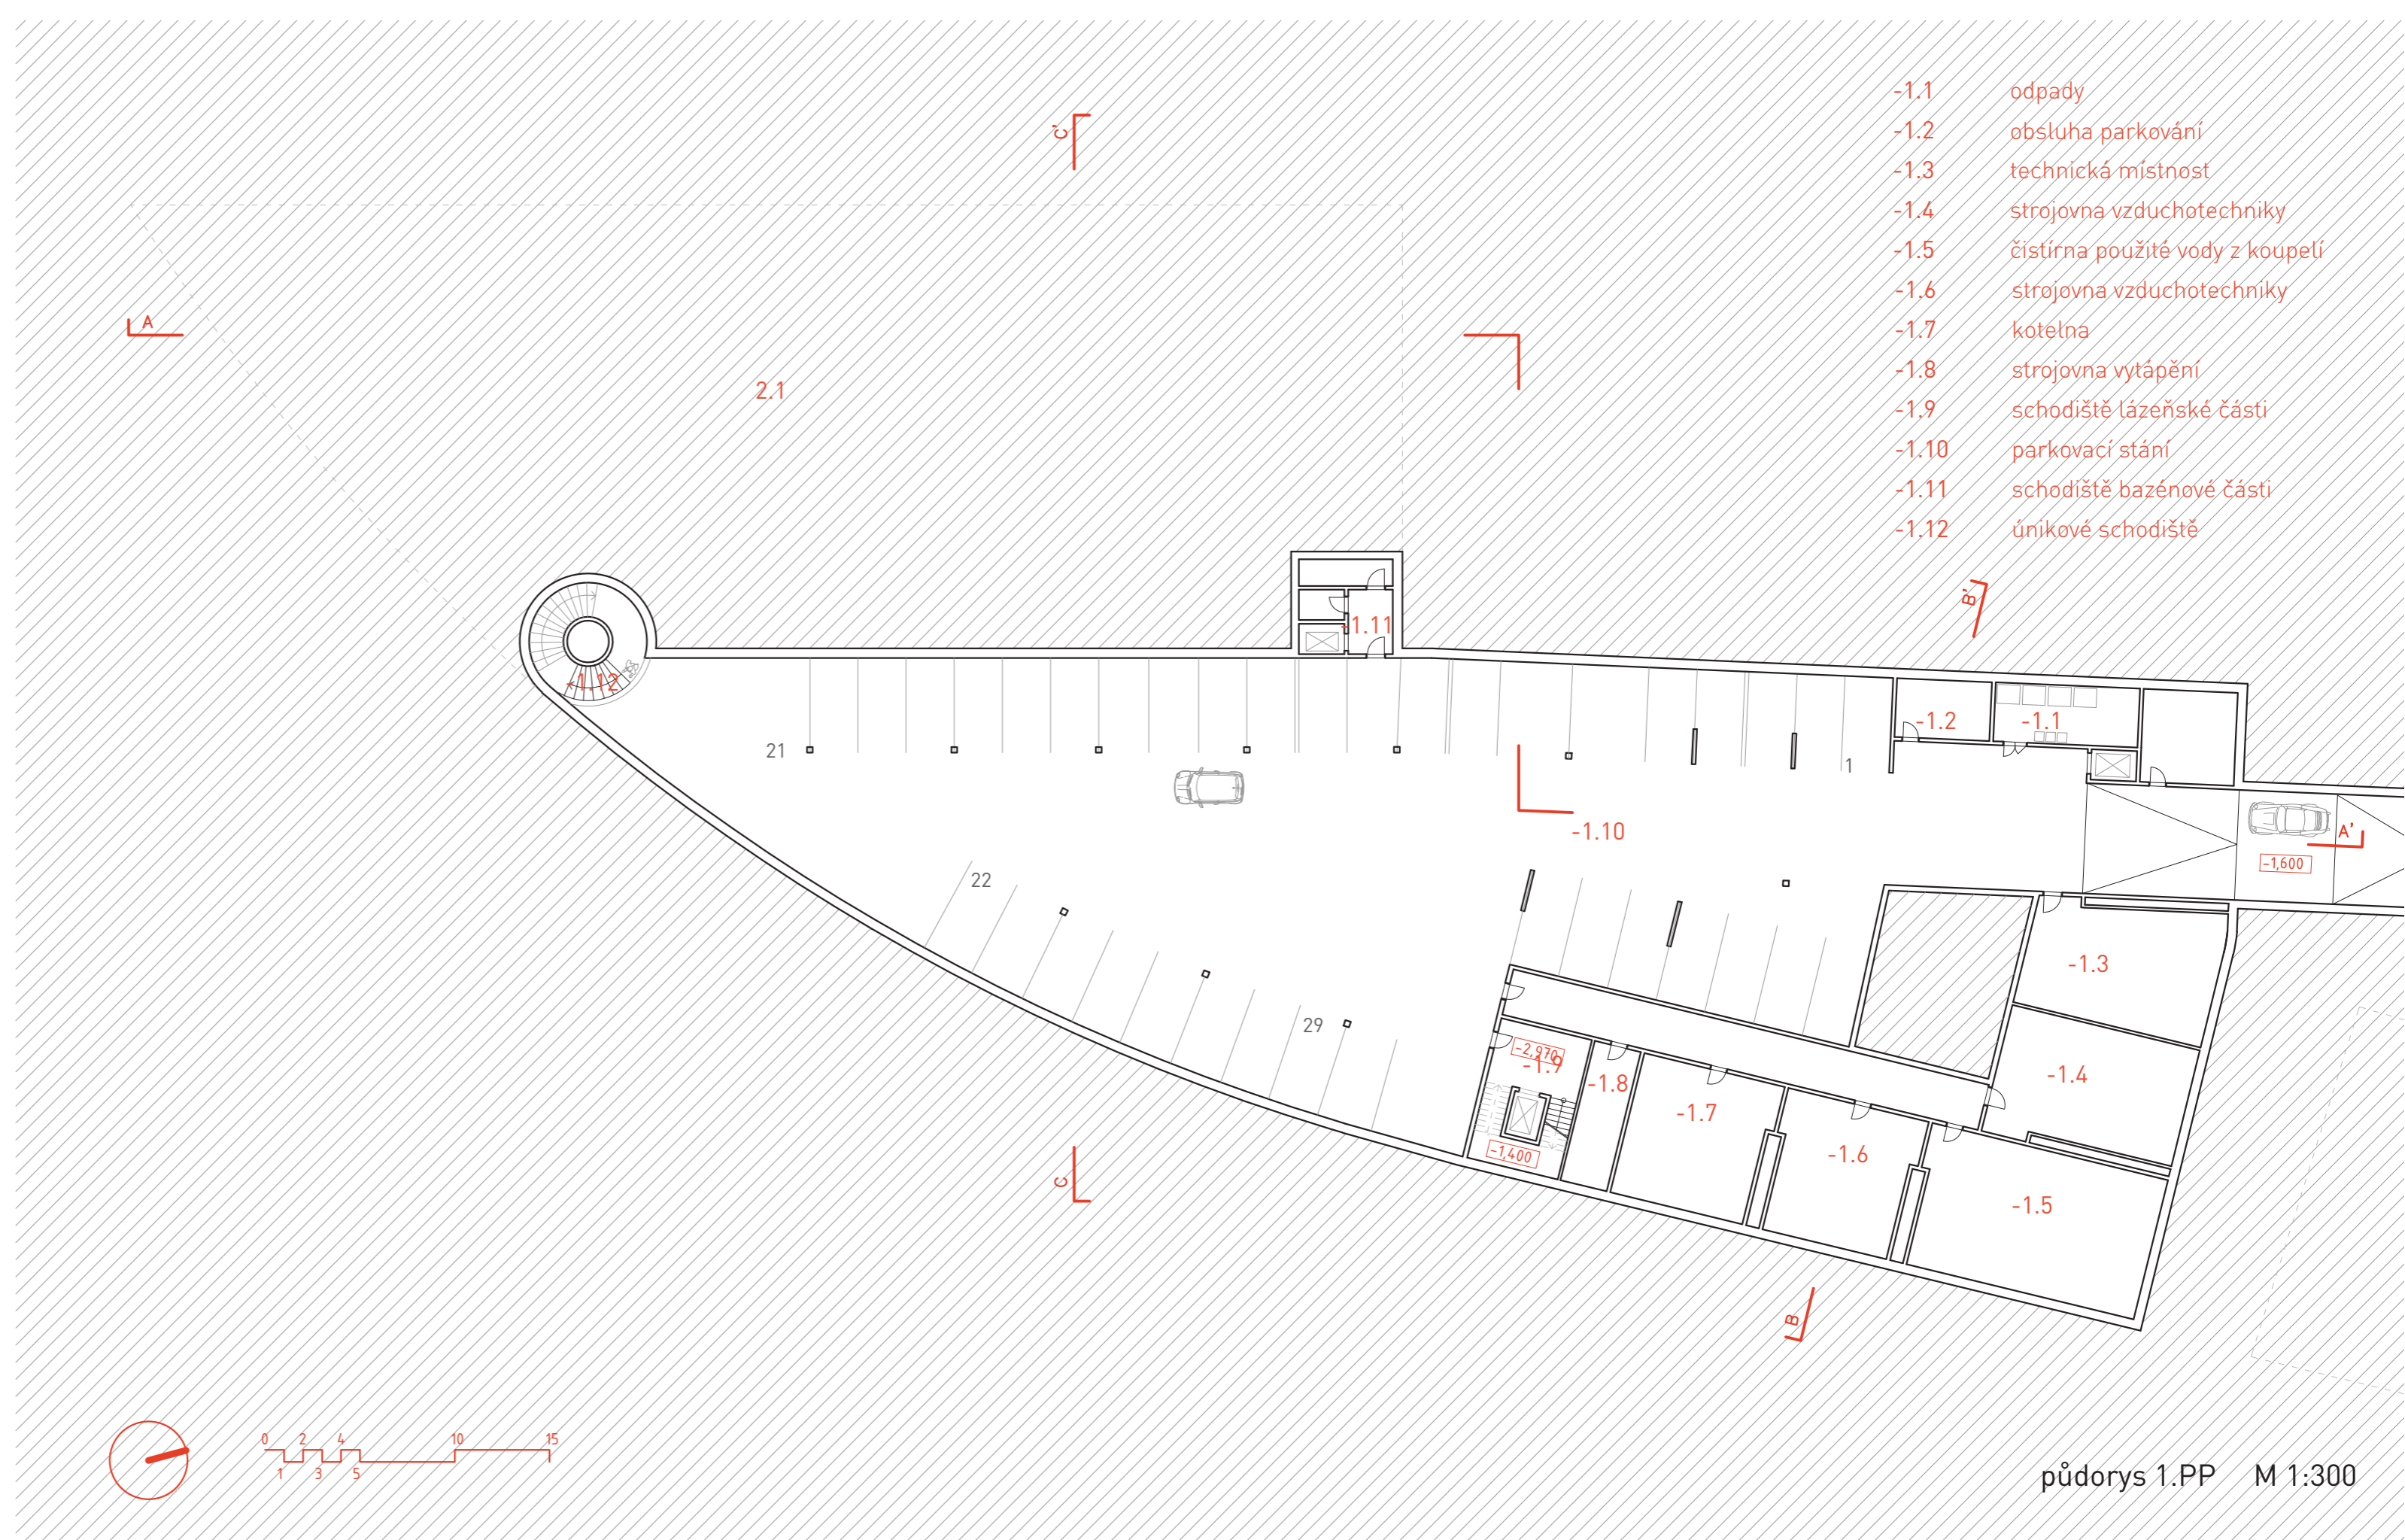 -1.1 odpady
-1.2 obsluha parkování
-1.3 technická místnost
-1.4 strojovna vzduchotechniky
-1.5 čistírna použité vody z koupelí
-1.6 strojovna vzduchotechniky
-1.7 kotelna
-1.8 strojovna vytápění
-1.9 schodiště lázeňské části
-1.10 parkovací stání
-1.11 schodiště bazénové části
-1.12 únikové schodiště
C'
A
2.1
B'
-1.11
-1.12
-1.2
-1.1
21
1
-1.10
A'
-1,600
22
-1.3
29
-2,970
-1.9
-1.8
-1.4
-1.7
-1,400
-1.6
C
-1.5
B
0 2 4 10 15
1 3 5
půdorys 1.PP M 1:300